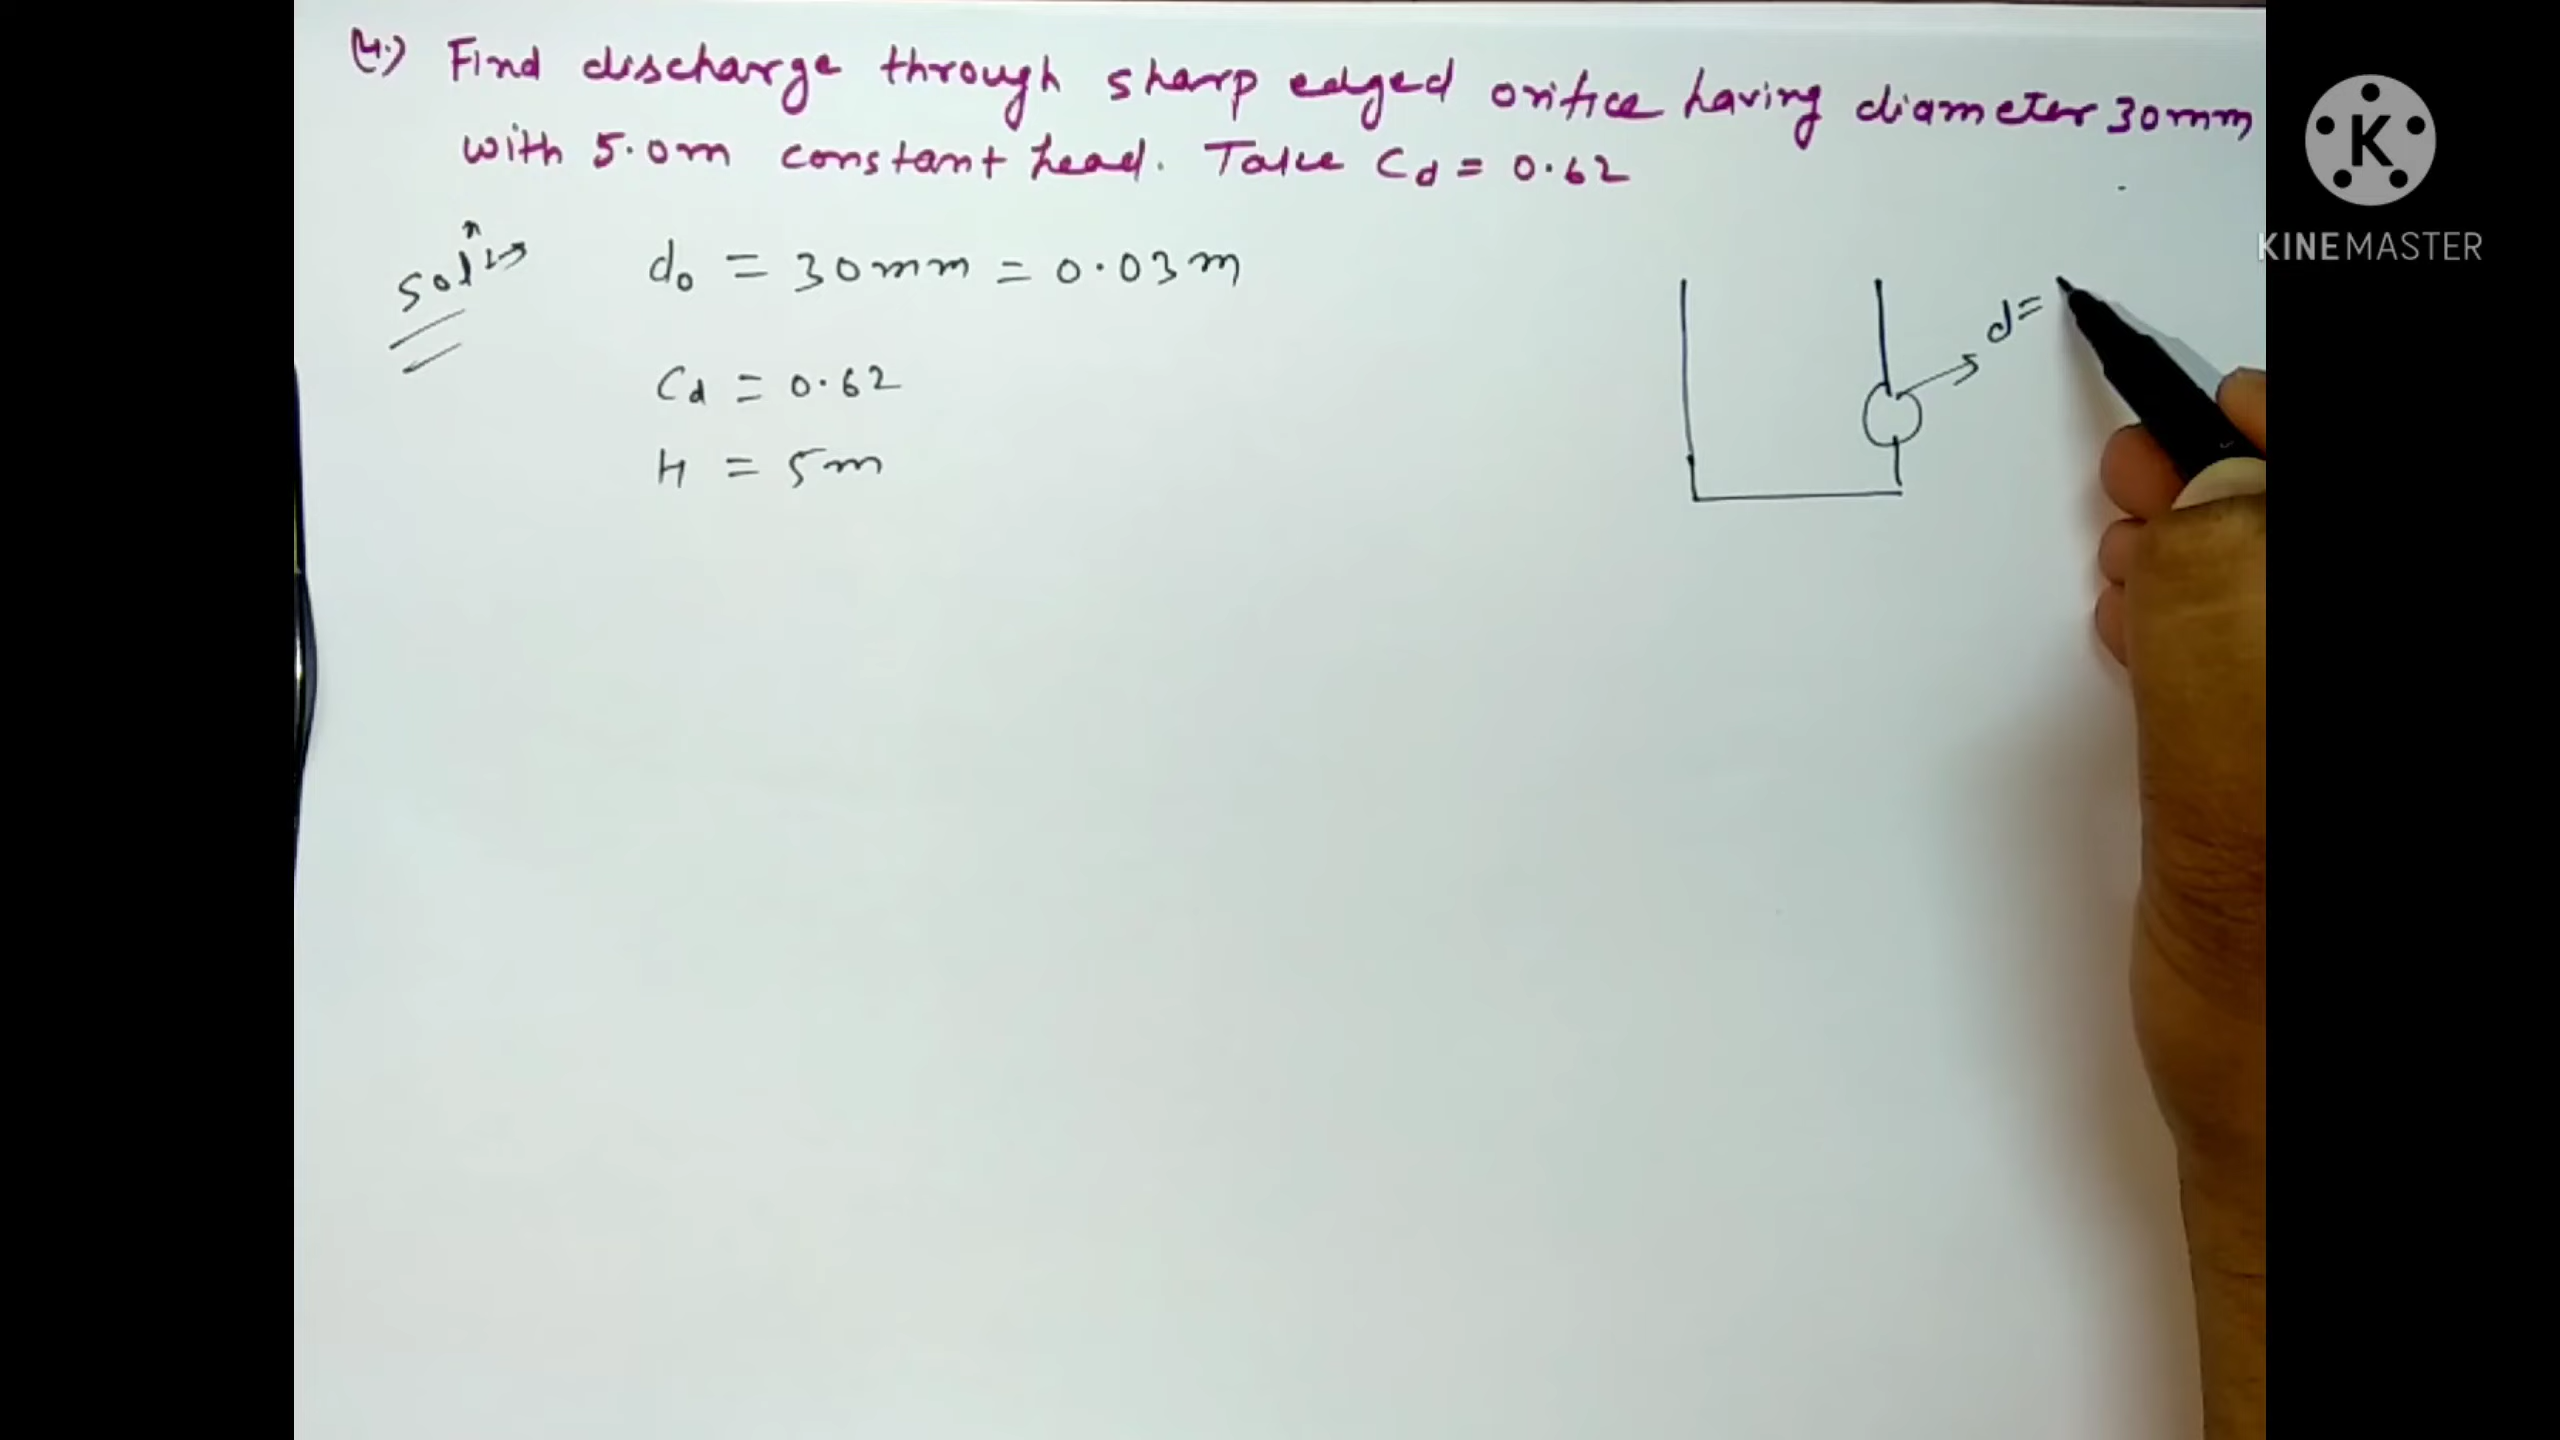 (4.) Find discharge through sharp edged orifice having diameter 30mm
with 5.0m constant head. Take Cd = 0.62
Solⁿ
d₀ = 30mm = 0.03m
Cd = 0.62
H = 5m
d=
K
KINEMASTER